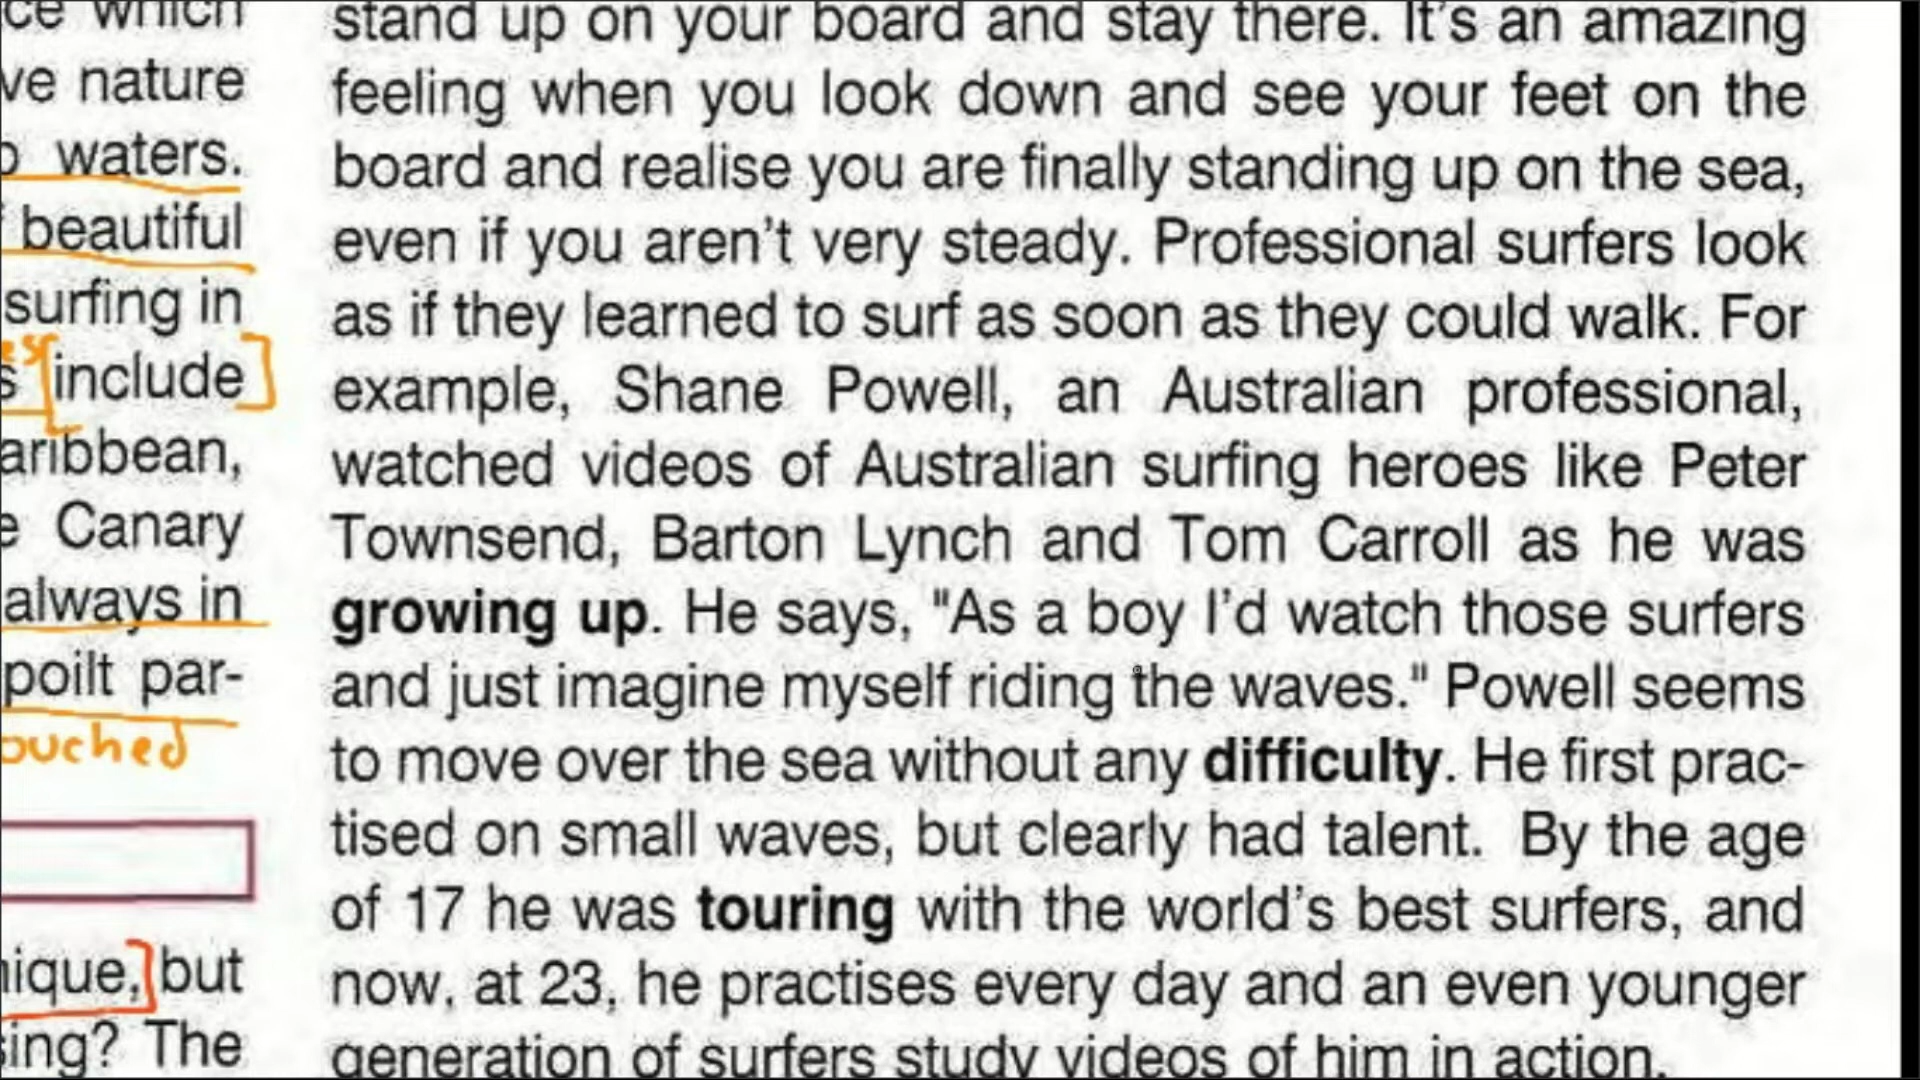 ce which
ve nature
waters.
beautiful
surfing in
es
s [include]
aribbean,
e Canary
always in
poilt par-
ouched
nique,] but
sing? The
stand up on your board and stay there. It's an amazing
feeling when you look down and see your feet on the
board and realise you are finally standing up on the sea,
even if you aren't very steady. Professional surfers look
as if they learned to surf as soon as they could walk. For
example, Shane Powell, an Australian professional,
watched videos of Australian surfing heroes like Peter
Townsend, Barton Lynch and Tom Carroll as he was
growing up. He says, "As a boy I'd watch those surfers
and just imagine myself riding the waves." Powell seems
to move over the sea without any difficulty. He first prac-
tised on small waves, but clearly had talent. By the age
of 17 he was touring with the world's best surfers, and
now, at 23, he practises every day and an even younger
generation of surfers study videos of him in action.